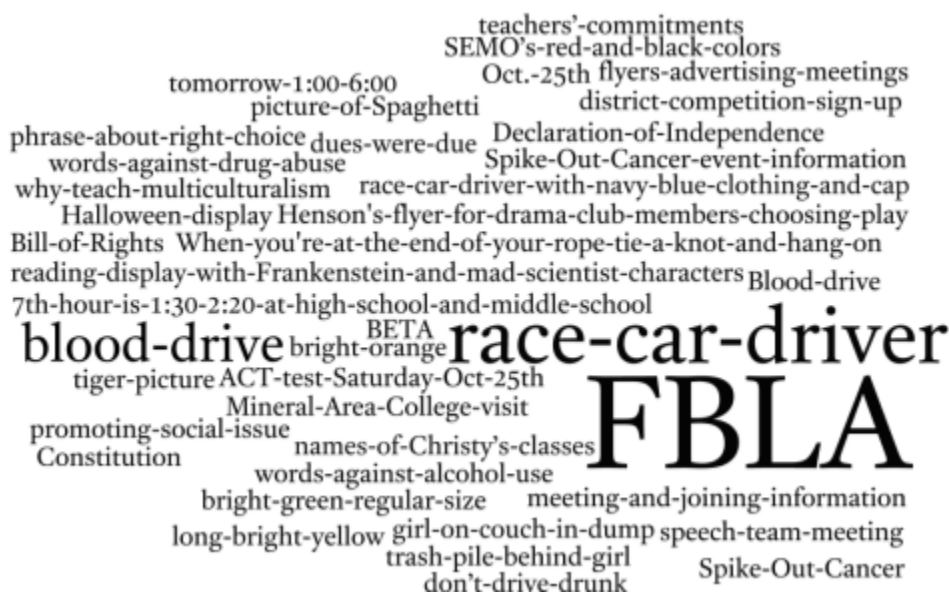 teachers’-commitments
SEMO’s-red-and-black-colors
tomorrow-1:00-6:00 Oct.-25th flyers-advertising-meetings
picture-of-Spaghetti district-competition-sign-up
phrase-about-right-choice dues-were-due Declaration-of-Independence
words-against-drug-abuse Spike-Out-Cancer-event-information
why-teach-multiculturalism race-car-driver-with-navy-blue-clothing-and-cap
Halloween-display Henson's-flyer-for-drama-club-members-choosing-play
Bill-of-Rights When-you're-at-the-end-of-your-rope-tie-a-knot-and-hang-on
reading-display-with-Frankenstein-and-mad-scientist-characters Blood-drive
7th-hour-is-1:30-2:20-at-high-school-and-middle-school
blood-drive BETA race-car-driver
bright-orange
tiger-picture ACT-test-Saturday-Oct-25th FBLA
Mineral-Area-College-visit
promoting-social-issue names-of-Christy’s-classes
Constitution
words-against-alcohol-use
bright-green-regular-size meeting-and-joining-information
long-bright-yellow girl-on-couch-in-dump speech-team-meeting
trash-pile-behind-girl Spike-Out-Cancer
don’t-drive-drunk